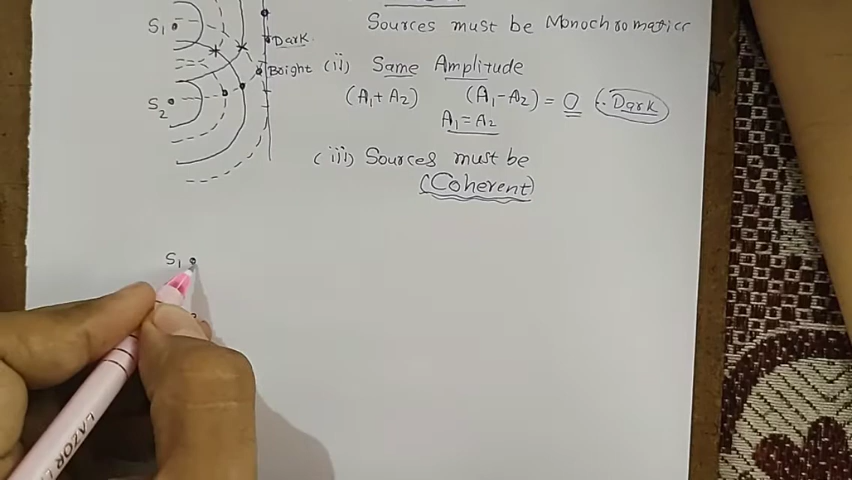 Sources must be Monochromatic
S1
Dark
Bright (ii) Same Amplitude
S2
(A1+A2) (A1-A2) = 0 ∴ Dark
A1=A2
(iii) Sources must be
(Coherent)
S1
LAZOR